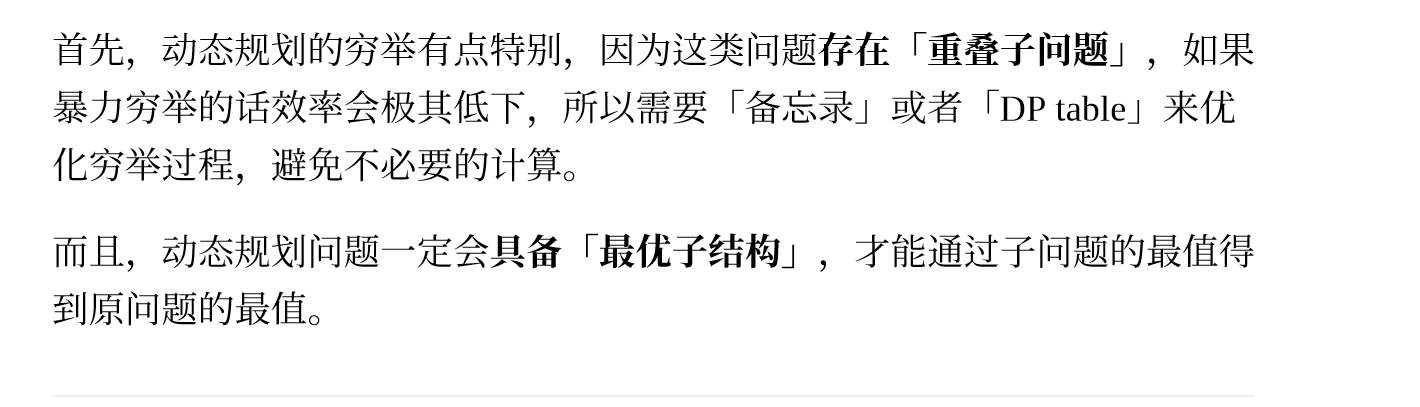 首先，动态规划的穷举有点特别，因为这类问题存在「重叠子问题」，如果
暴力穷举的话效率会极其低下，所以需要「备忘录」或者「DP table」来优
化穷举过程，避免不必要的计算。
而且，动态规划问题一定会具备「最优子结构」，才能通过子问题的最值得
到原问题的最值。